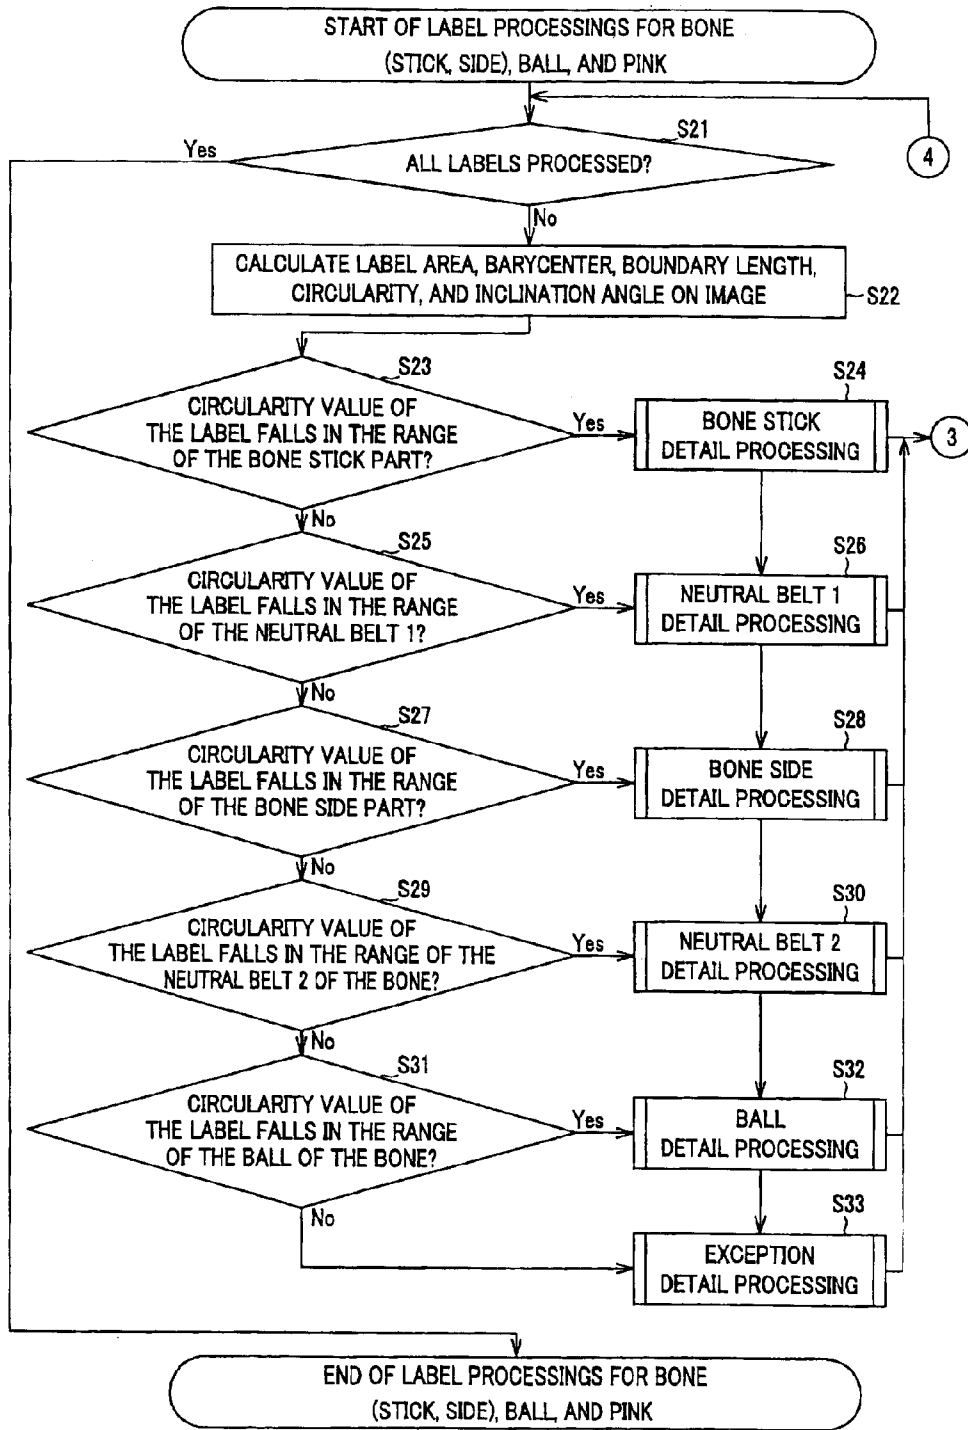 START OF LABEL PROCESSINGS FOR BONE
(STICK, SIDE), BALL, AND PINK
S21
Yes
ALL LABELS PROCESSED?
4
No
CALCULATE LABEL AREA, BARYCENTER, BOUNDARY LENGTH,
CIRCULARITY, AND INCLINATION ANGLE ON IMAGE
S22
S23
CIRCULARITY VALUE OF
THE LABEL FALLS IN THE RANGE
OF THE BONE STICK PART?
Yes
S24
BONE STICK
DETAIL PROCESSING
3
No
S25
CIRCULARITY VALUE OF
THE LABEL FALLS IN THE RANGE
OF THE NEUTRAL BELT 1?
Yes
S26
NEUTRAL BELT 1
DETAIL PROCESSING
No
S27
CIRCULARITY VALUE OF
THE LABEL FALLS IN THE RANGE
OF THE BONE SIDE PART?
Yes
S28
BONE SIDE
DETAIL PROCESSING
No
S29
CIRCULARITY VALUE OF
THE LABEL FALLS IN THE RANGE OF THE
NEUTRAL BELT 2 OF THE BONE?
Yes
S30
NEUTRAL BELT 2
DETAIL PROCESSING
No
S31
CIRCULARITY VALUE OF
THE LABEL FALLS IN THE RANGE
OF THE BALL OF THE BONE?
Yes
S32
BALL
DETAIL PROCESSING
No
S33
EXCEPTION
DETAIL PROCESSING
END OF LABEL PROCESSINGS FOR BONE
(STICK, SIDE), BALL, AND PINK